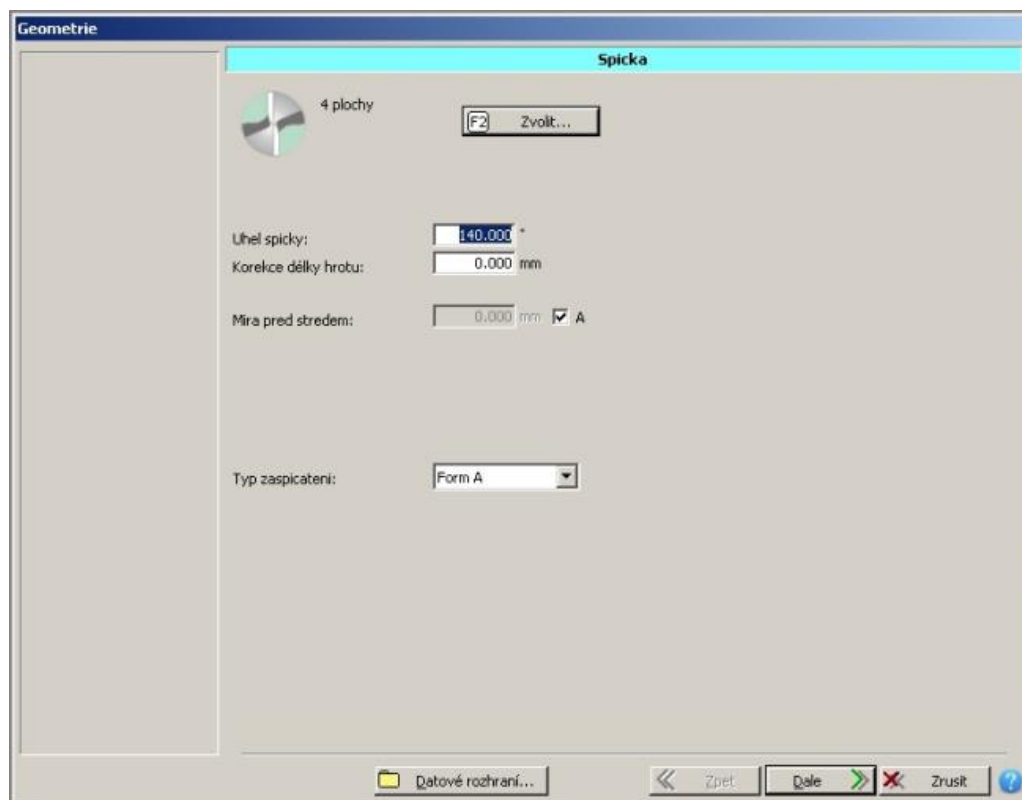 Geometrie
Spicka
4 plochy
F2 Zvolit...
Uhel spicky: 140.000 °
Korekce délky hrotu: 0.000 mm
Mira pred stredem: 0.000 mm A
Typ zaspicateni: Form A
Datové rozhraní... Zpet Dale Zrusit ?